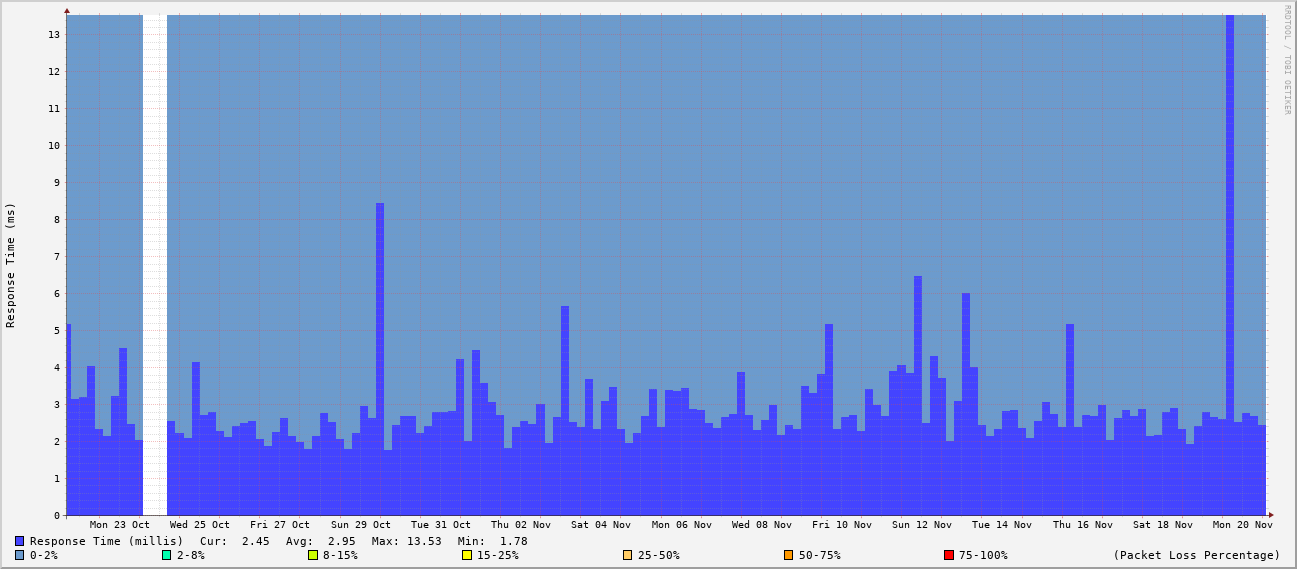 RRDTOOL / TOBI OETIKER
Response Time (ms)
13
12
11
10
9
8
7
6
5
4
3
2
1
0
Mon 23 Oct Wed 25 Oct Fri 27 Oct Sun 29 Oct Tue 31 Oct Thu 02 Nov Sat 04 Nov Mon 06 Nov Wed 08 Nov Fri 10 Nov Sun 12 Nov Tue 14 Nov Thu 16 Nov Sat 18 Nov Mon 20 Nov
Response Time (millis) Cur: 2.45 Avg: 2.95 Max: 13.53 Min: 1.78
0-2% 2-8% 8-15% 15-25% 25-50% 50-75% 75-100% (Packet Loss Percentage)